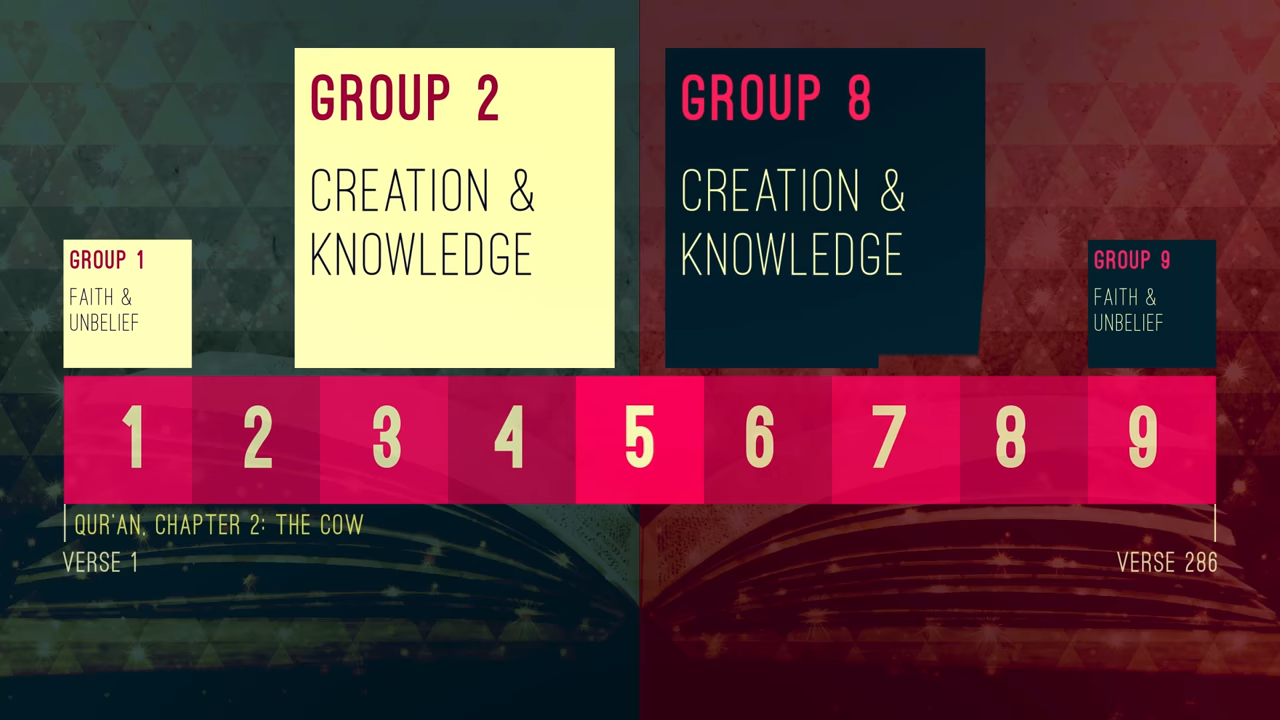 GROUP 2
CREATION &
KNOWLEDGE
GROUP 8
CREATION &
KNOWLEDGE
GROUP 1
FAITH &
UNBELIEF
GROUP 9
FAITH &
UNBELIEF
1 2 3 4 5 6 7 8 9
QUR'AN, CHAPTER 2: THE COW
VERSE 1
VERSE 286